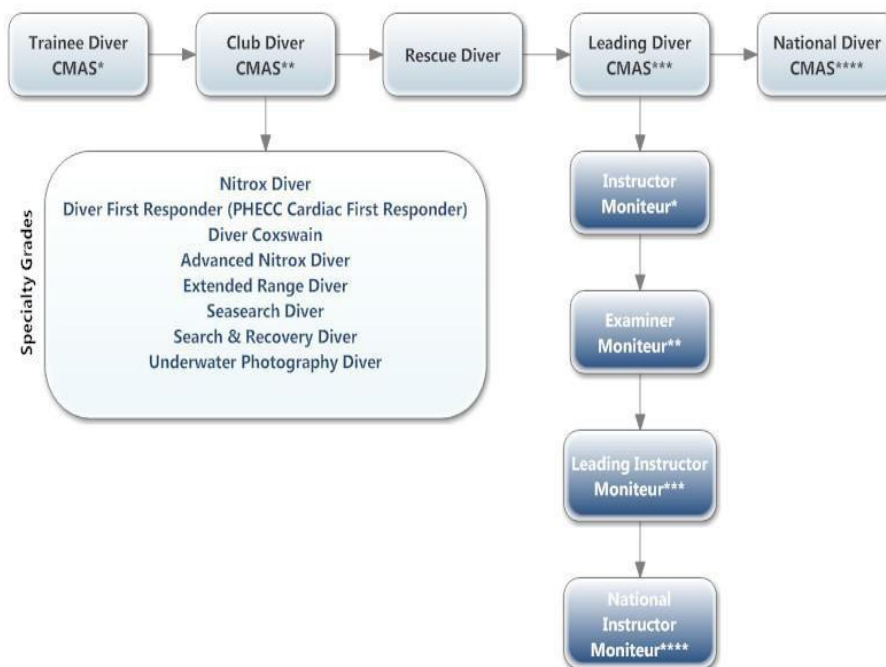 Trainee Diver
CMAS*
Club Diver
CMAS**
Rescue Diver
Leading Diver
CMAS***
National Diver
CMAS****
Specialty Grades
Nitrox Diver
Diver First Responder (PHECC Cardiac First Responder)
Diver Coxswain
Advanced Nitrox Diver
Extended Range Diver
Seasearch Diver
Search & Recovery Diver
Underwater Photography Diver
Instructor
Moniteur*
Examiner
Moniteur**
Leading Instructor
Moniteur***
National
Instructor
Moniteur****